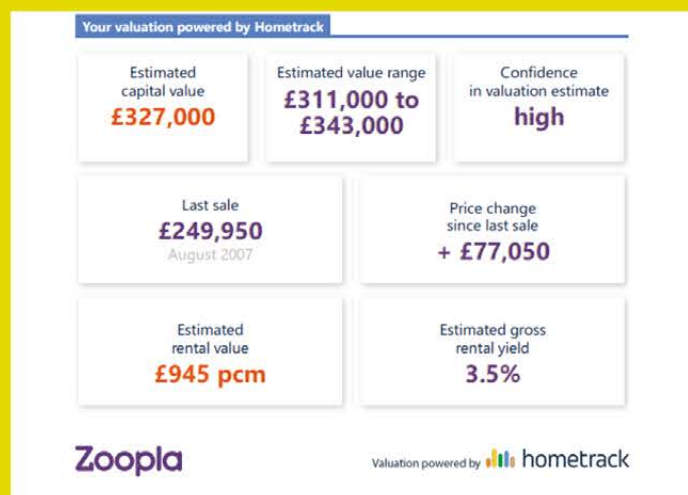 Your valuation powered by Hometrack
Estimated
capital value
£327,000
Estimated value range
£311,000 to
£343,000
Confidence
in valuation estimate
high
Last sale
£249,950
August 2007
Price change
since last sale
+ £77,050
Estimated
rental value
£945 pcm
Estimated gross
rental yield
3.5%
Zoopla
Valuation powered by hometrack